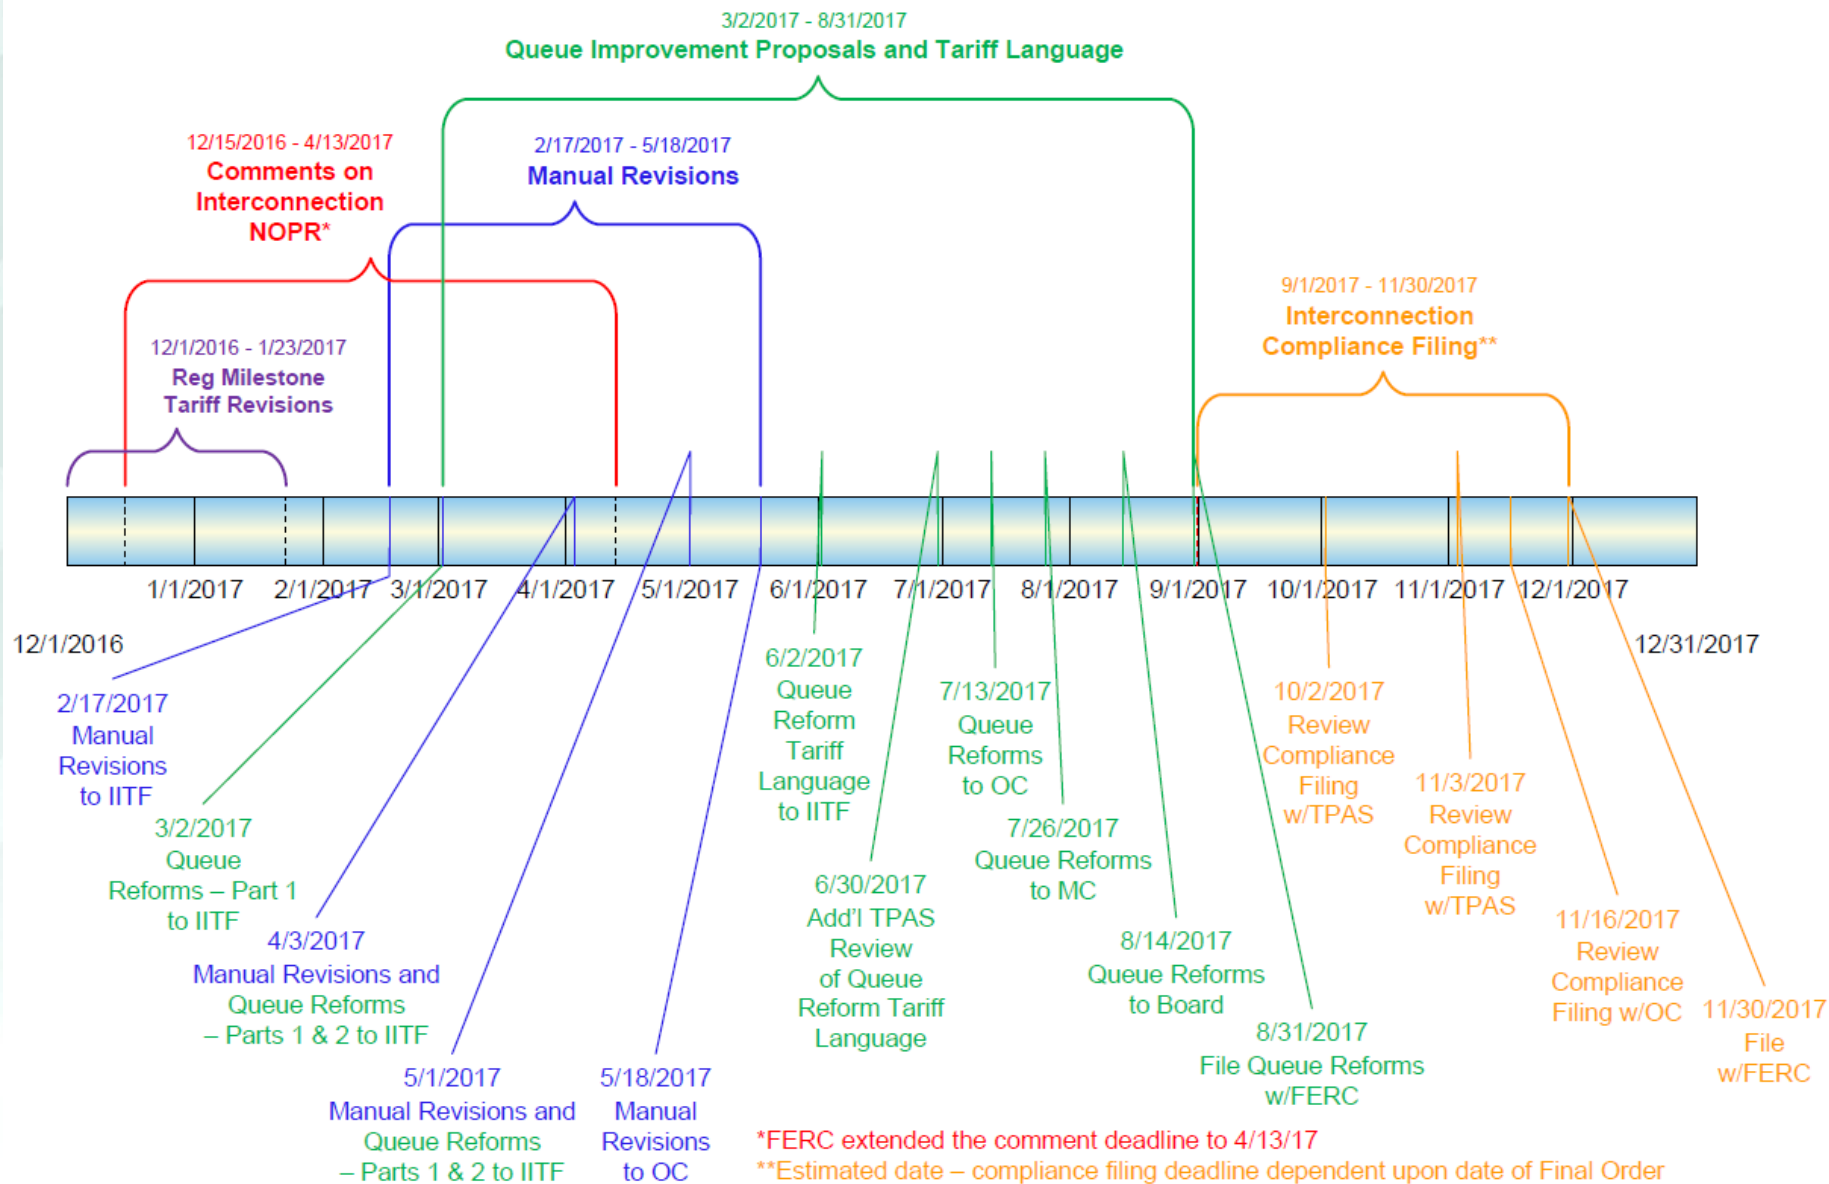 3/2/2017 - 8/31/2017
Queue Improvement Proposals and Tariff Language
12/15/2016 - 4/13/2017
Comments on
Interconnection
NOPR*
2/17/2017 - 5/18/2017
Manual Revisions
9/1/2017 - 11/30/2017
Interconnection
Compliance Filing**
12/1/2016 - 1/23/2017
Reg Milestone
Tariff Revisions
1/1/2017
2/1/2017
3/1/2017
4/1/2017
5/1/2017
6/1/2017
7/1/2017
8/1/2017
9/1/2017
10/1/2017
11/1/2017
12/1/2017
12/1/2016
12/31/2017
2/17/2017
Manual
Revisions
to IITF
3/2/2017
Queue
Reforms – Part 1
to IITF
4/3/2017
Manual Revisions and
Queue Reforms
– Parts 1 & 2 to IITF
5/1/2017
Manual Revisions and
Queue Reforms
– Parts 1 & 2 to IITF
5/18/2017
Manual
Revisions
to OC
6/2/2017
Queue
Reform
Tariff
Language
to IITF
6/30/2017
Add'l TPAS
Review
of Queue
Reform Tariff
Language
7/13/2017
Queue
Reforms
to OC
7/26/2017
Queue Reforms
to MC
8/14/2017
Queue Reforms
to Board
8/31/2017
File Queue Reforms
w/FERC
10/2/2017
Review
Compliance
Filing
w/TPAS
11/3/2017
Review
Compliance
Filing
w/TPAS
11/16/2017
Review
Compliance
Filing w/OC
11/30/2017
File
w/FERC
*FERC extended the comment deadline to 4/13/17
**Estimated date – compliance filing deadline dependent upon date of Final Order